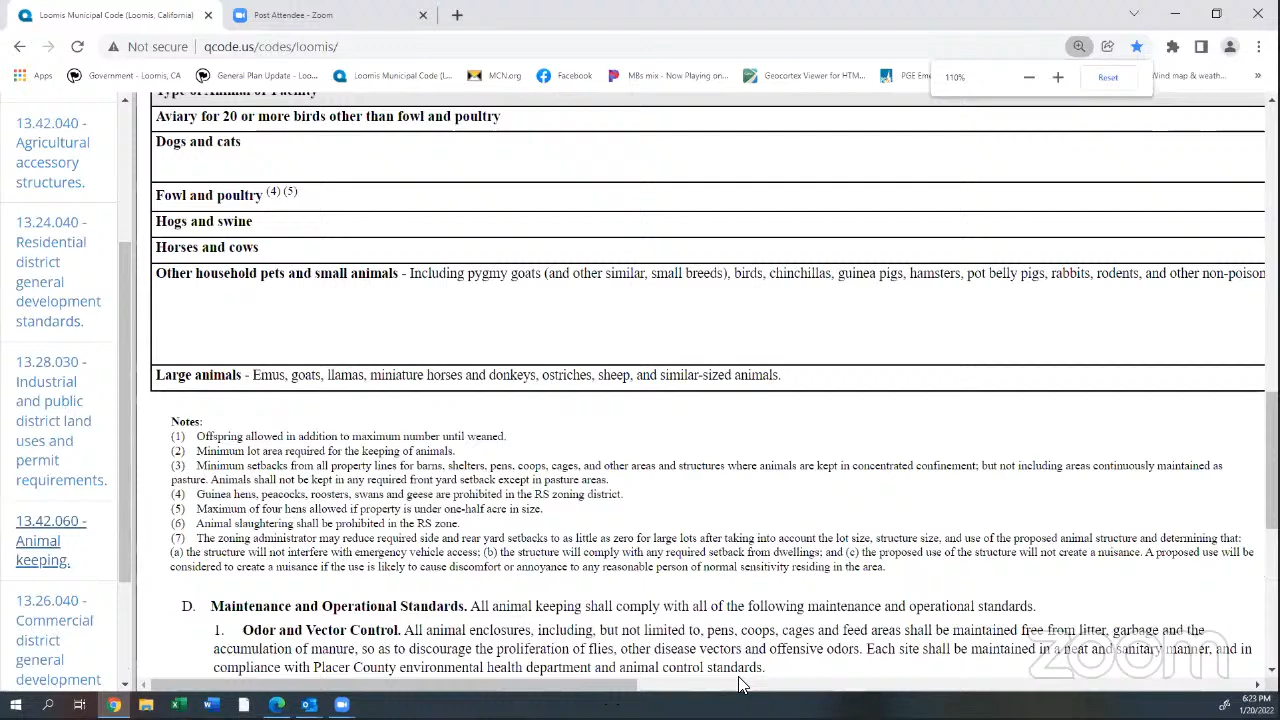 Loomis Municipal Code (Loomis, California)
Post Attendee - Zoom
Not secure
qcode.us/codes/loomis/
Apps
Government - Loomis, CA
General Plan Update - Loo...
Loomis Municipal Code (L...
MCN.org
Facebook
MBs mix - Now Playing on...
Geocortex Viewer for HTM...
PGE Em
Wind map & weath...
»
110%
Reset
13.42.040 -
Agricultural
accessory
structures.
13.24.040 -
Residential
district
general
development
standards.
13.28.030 -
Industrial
and public
district land
uses and
permit
requirements.
13.42.060 -
Animal
keeping.
13.26.040 -
Commercial
district
general
development
Type of Animal or Facility
Aviary for 20 or more birds other than fowl and poultry
Dogs and cats
Fowl and poultry (4) (5)
Hogs and swine
Horses and cows
Other household pets and small animals - Including pygmy goats (and other similar, small breeds), birds, chinchillas, guinea pigs, hamsters, pot belly pigs, rabbits, rodents, and other non-poison
Large animals - Emus, goats, llamas, miniature horses and donkeys, ostriches, sheep, and similar-sized animals.
Notes:
(1) Offspring allowed in addition to maximum number until weaned.
(2) Minimum lot area required for the keeping of animals.
(3) Minimum setbacks from all property lines for barns, shelters, pens, coops, cages, and other areas and structures where animals are kept in concentrated confinement; but not including areas continuously maintained as
pasture. Animals shall not be kept in any required front yard setback except in pasture areas.
(4) Guinea hens, peacocks, roosters, swans and geese are prohibited in the RS zoning district.
(5) Maximum of four hens allowed if property is under one-half acre in size.
(6) Animal slaughtering shall be prohibited in the RS zone.
(7) The zoning administrator may reduce required side and rear yard setbacks to as little as zero for large lots after taking into account the lot size, structure size, and use of the proposed animal structure and determining that:
(a) the structure will not interfere with emergency vehicle access; (b) the structure will comply with any required setback from dwellings; and (c) the proposed use of the structure will not create a nuisance. A proposed use will be
considered to create a nuisance if the use is likely to cause discomfort or annoyance to any reasonable person of normal sensitivity residing in the area.
D. Maintenance and Operational Standards. All animal keeping shall comply with all of the following maintenance and operational standards.
1. Odor and Vector Control. All animal enclosures, including, but not limited to, pens, coops, cages and feed areas shall be maintained free from litter, garbage and the
accumulation of manure, so as to discourage the proliferation of flies, other disease vectors and offensive odors. Each site shall be maintained in a neat and sanitary manner, and in
compliance with Placer County environmental health department and animal control standards.
zoom
6:23 PM
1/20/2022